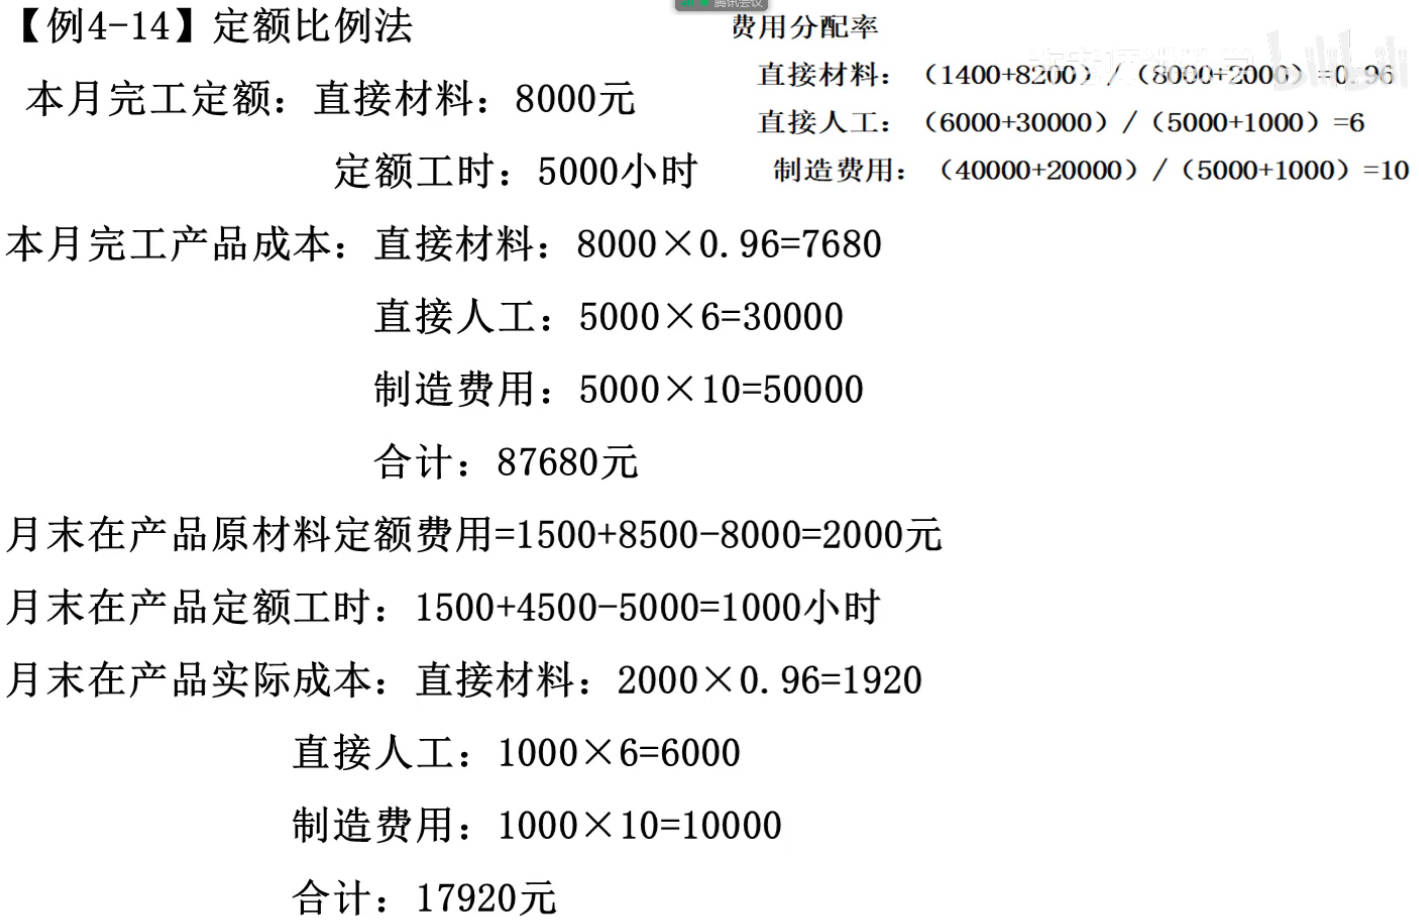 腾讯会议
【例4-14】定额比例法
费用分配率
直接材料：（1400+8200）/（8000+2000）=0.96
直接人工：（6000+30000）/（5000+1000）=6
制造费用：（40000+20000）/（5000+1000）=10
本月完工定额：直接材料：8000元
定额工时：5000小时
本月完工产品成本：直接材料：8000×0.96=7680
直接人工：5000×6=30000
制造费用：5000×10=50000
合计：87680元
月末在产品原材料定额费用=1500+8500-8000=2000元
月末在产品定额工时：1500+4500-5000=1000小时
月末在产品实际成本：直接材料：2000×0.96=1920
直接人工：1000×6=6000
制造费用：1000×10=10000
合计：17920元